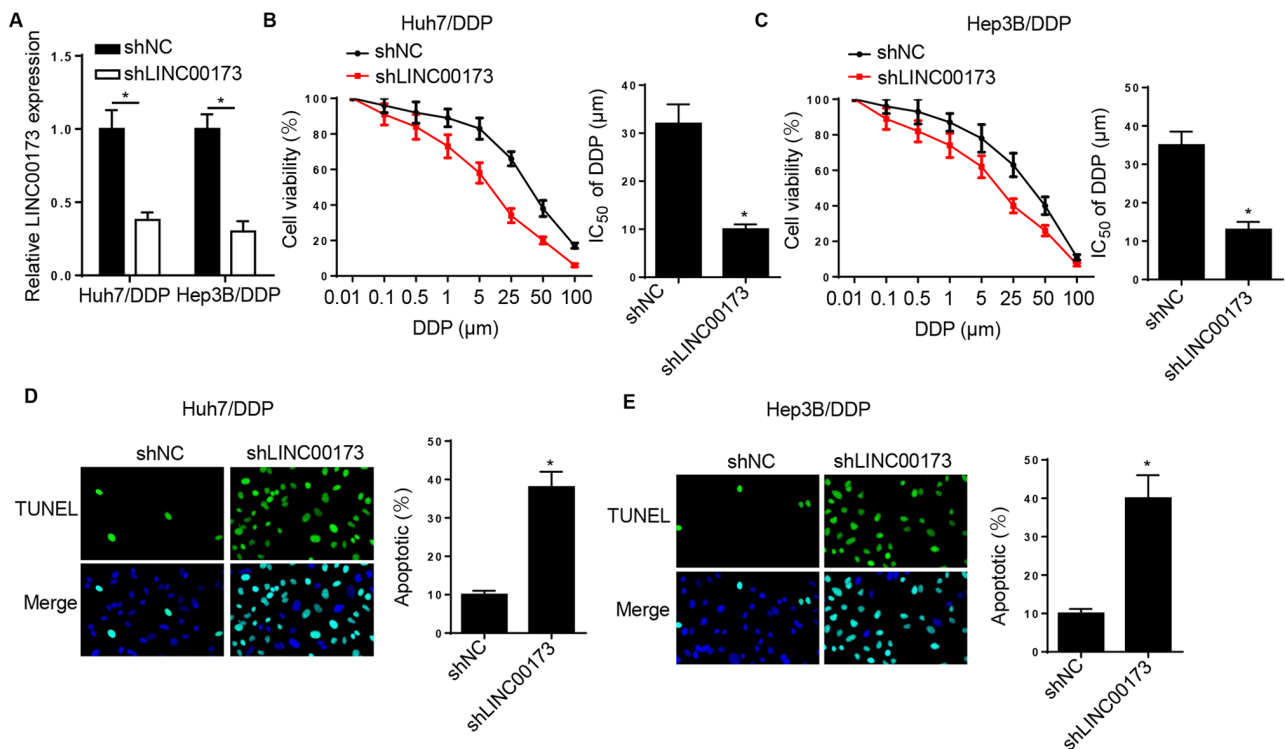 A
shNC
shLINC00173
Relative LINC00173 expression
1.5
1.0
0.5
0.0
*
*
Huh7/DDP
Hep3B/DDP
B
Huh7/DDP
shNC
shLINC00173
Cell viability (%)
100
80
60
40
20
0
0.01 0.1 0.5 1 5 25 50 100
DDP (μm)
IC50 of DDP (μm)
40
30
20
10
0
*
shNC
shLINC00173
C
Hep3B/DDP
shNC
shLINC00173
Cell viability (%)
100
80
60
40
20
0
0.01 0.1 0.5 1 5 25 50 100
DDP (μm)
IC50 of DDP (μm)
50
40
30
20
10
0
*
shNC
shLINC00173
D
Huh7/DDP
shNC
shLINC00173
TUNEL
Merge
Apoptotic (%)
50
40
30
20
10
0
*
shNC
shLINC00173
E
Hep3B/DDP
shNC
shLINC00173
TUNEL
Merge
Apoptotic (%)
50
40
30
20
10
0
*
shNC
shLINC00173